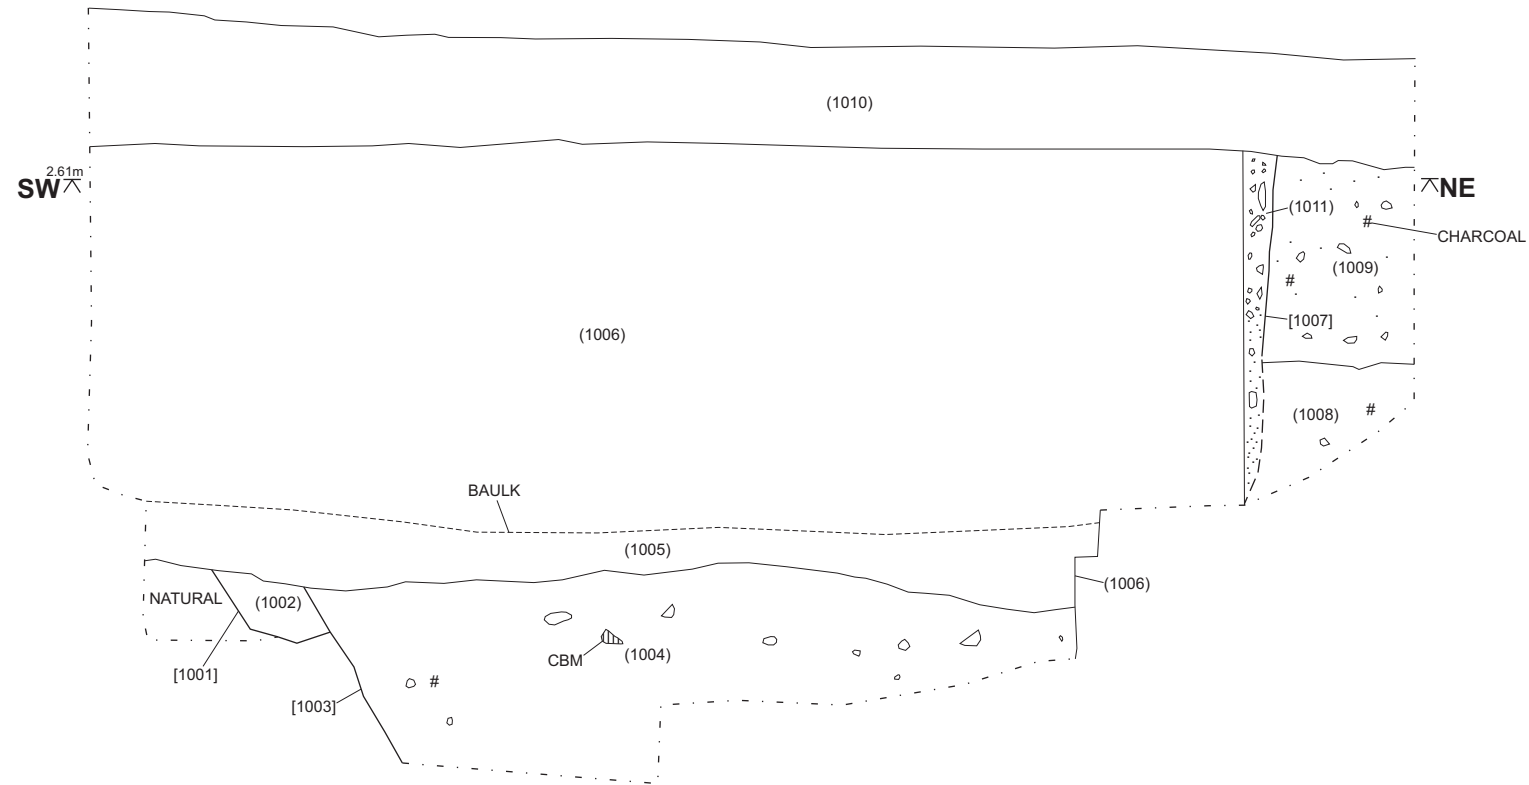 (1010)
2.61m
SW
NE
(1011)
CHARCOAL
(1009)
[1007]
(1006)
#
#
(1008)
#
BAULK
(1005)
NATURAL
(1002)
(1006)
CBM
(1004)
[1001]
#
[1003]